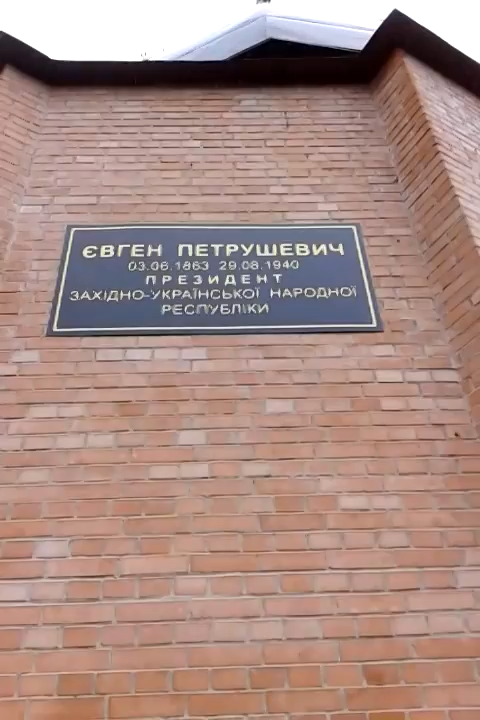 ЄВГЕН ПЕТРУШЕВИЧ
03.06.1863 29.08.1940
ПРЕЗИДЕНТ
ЗАХІДНО-УКРАЇНСЬКОЇ НАРОДНОЇ
РЕСПУБЛІКИ